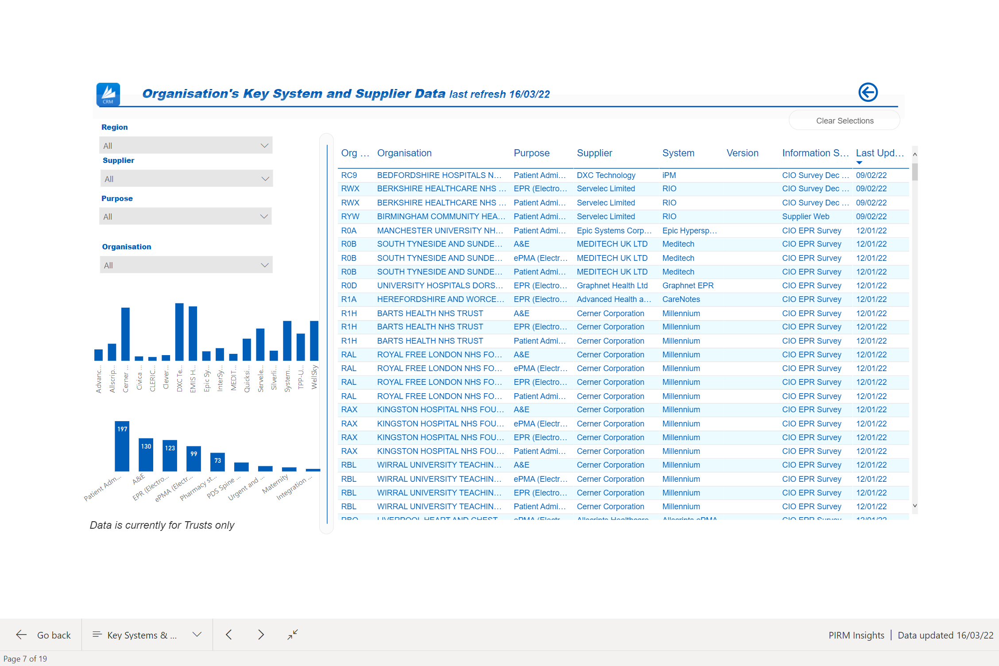 CRM
Organisation's Key System and Supplier Data last refresh 16/03/22
Clear Selections
Region
All
Supplier
All
Purpose
All
Organisation
All
Advanc...
Allscrip...
Cerner ...
Civica ...
CLERIC...
Clever...
DXC Te...
EMIS H...
Epic Sy...
InterSy...
MEDIT...
Quicksi...
Servele...
Silverli...
System...
TPP-U...
WellSky
197
130
123
99
73
Patient Adm...
A&E
EPR (Electro...
ePMA (Electr...
Pharmacy st...
PDS Spine ...
Urgent and ...
Maternity
Integration ...
Data is currently for Trusts only
Org ... Organisation Purpose Supplier System Version Information S... Last Upd...
RC9 BEDFORDSHIRE HOSPITALS N... Patient Admi... DXC Technology iPM CIO Survey Dec ... 09/02/22
RWX BERKSHIRE HEALTHCARE NHS ... EPR (Electro... Servelec Limited RIO CIO Survey Dec ... 09/02/22
RWX BERKSHIRE HEALTHCARE NHS ... Patient Admi... Servelec Limited RIO CIO Survey Dec ... 09/02/22
RYW BIRMINGHAM COMMUNITY HEA... Patient Admi... Servelec Limited RIO Supplier Web 09/02/22
R0A MANCHESTER UNIVERSITY NH... Patient Admi... Epic Systems Corp... Epic Hypersp... CIO EPR Survey 12/01/22
R0B SOUTH TYNESIDE AND SUNDE... A&E MEDITECH UK LTD Meditech CIO EPR Survey 12/01/22
R0B SOUTH TYNESIDE AND SUNDE... ePMA (Electr... MEDITECH UK LTD Meditech CIO EPR Survey 12/01/22
R0B SOUTH TYNESIDE AND SUNDE... Patient Admi... MEDITECH UK LTD Meditech CIO EPR Survey 12/01/22
R0D UNIVERSITY HOSPITALS DORS... EPR (Electro... Graphnet Health Ltd Graphnet EPR CIO EPR Survey 12/01/22
R1A HEREFORDSHIRE AND WORCE... EPR (Electro... Advanced Health a... CareNotes CIO EPR Survey 12/01/22
R1H BARTS HEALTH NHS TRUST A&E Cerner Corporation Millennium CIO EPR Survey 12/01/22
R1H BARTS HEALTH NHS TRUST EPR (Electro... Cerner Corporation Millennium CIO EPR Survey 12/01/22
R1H BARTS HEALTH NHS TRUST Patient Admi... Cerner Corporation Millennium CIO EPR Survey 12/01/22
RAL ROYAL FREE LONDON NHS FO... A&E Cerner Corporation Millennium CIO EPR Survey 12/01/22
RAL ROYAL FREE LONDON NHS FO... ePMA (Electr... Cerner Corporation Millennium CIO EPR Survey 12/01/22
RAL ROYAL FREE LONDON NHS FO... EPR (Electro... Cerner Corporation Millennium CIO EPR Survey 12/01/22
RAL ROYAL FREE LONDON NHS FO... Patient Admi... Cerner Corporation Millennium CIO EPR Survey 12/01/22
RAX KINGSTON HOSPITAL NHS FOU... A&E Cerner Corporation Millennium CIO EPR Survey 12/01/22
RAX KINGSTON HOSPITAL NHS FOU... ePMA (Electr... Cerner Corporation Millennium CIO EPR Survey 12/01/22
RAX KINGSTON HOSPITAL NHS FOU... EPR (Electro... Cerner Corporation Millennium CIO EPR Survey 12/01/22
RAX KINGSTON HOSPITAL NHS FOU... Patient Admi... Cerner Corporation Millennium CIO EPR Survey 12/01/22
RBL WIRRAL UNIVERSITY TEACHIN... A&E Cerner Corporation Millennium CIO EPR Survey 12/01/22
RBL WIRRAL UNIVERSITY TEACHIN... ePMA (Electr... Cerner Corporation Millennium CIO EPR Survey 12/01/22
RBL WIRRAL UNIVERSITY TEACHIN... EPR (Electro... Cerner Corporation Millennium CIO EPR Survey 12/01/22
RBL WIRRAL UNIVERSITY TEACHIN... Patient Admi... Cerner Corporation Millennium CIO EPR Survey 12/01/22
LIVERPOOL HEART AND CHEST ePMA (Electr Allscripts Healthcare Allscripts ePMA CIO EPR Survey 12/01/22
Go back
Key Systems & ...
PIRM Insights | Data updated 16/03/22
Page 7 of 19